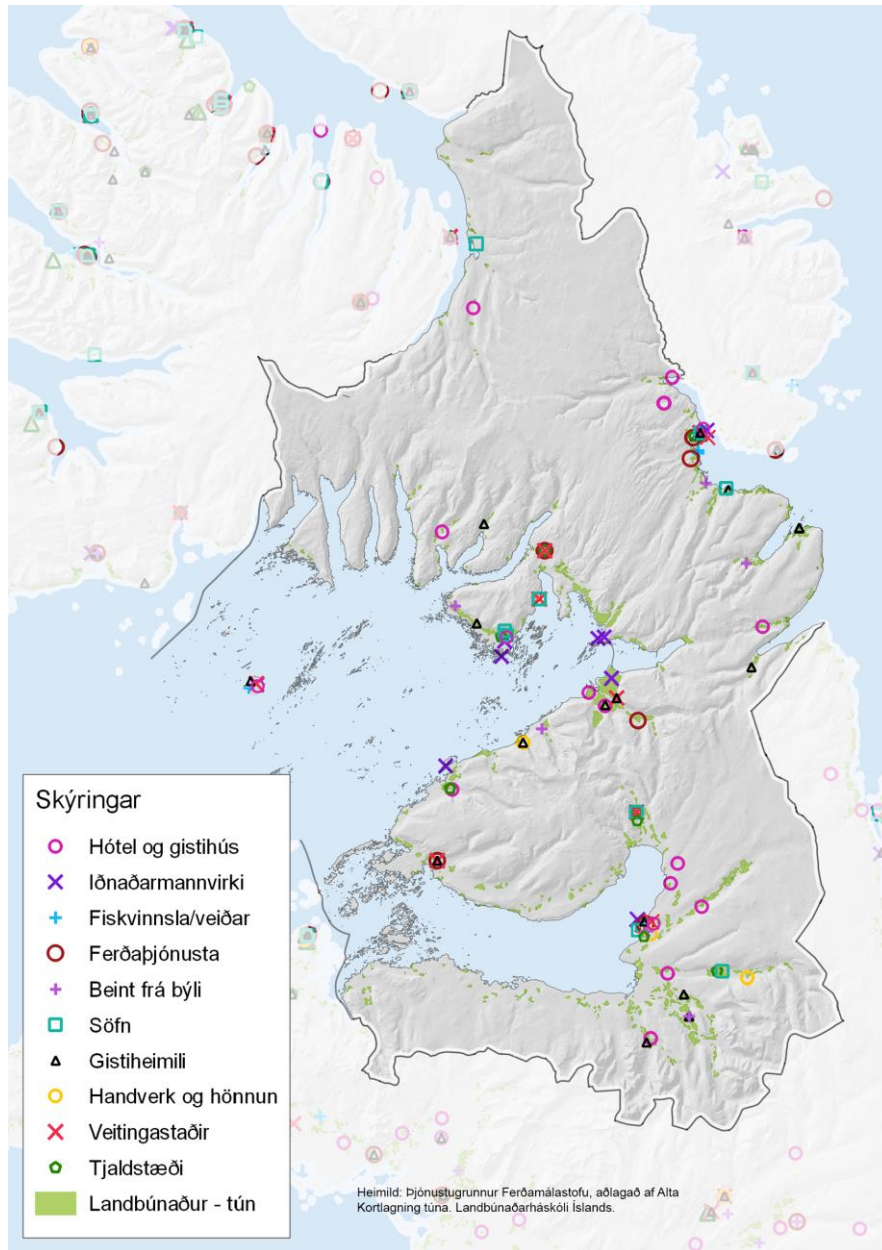 Skýringar
Hótel og gistihús
Iðnaðarmannvirki
Fiskvinnsla/veiðar
Ferðaþjónusta
Beint frá býli
Söfn
Gistiheimili
Handverk og hönnun
Veitingastaðir
Tjaldstæði
Landbúnaður - tún
Heimild: Þjónustugrunnur Ferðamálastofu, aðlagað af Alta
Kortlagning túna. Landbúnaðarháskóli Íslands.